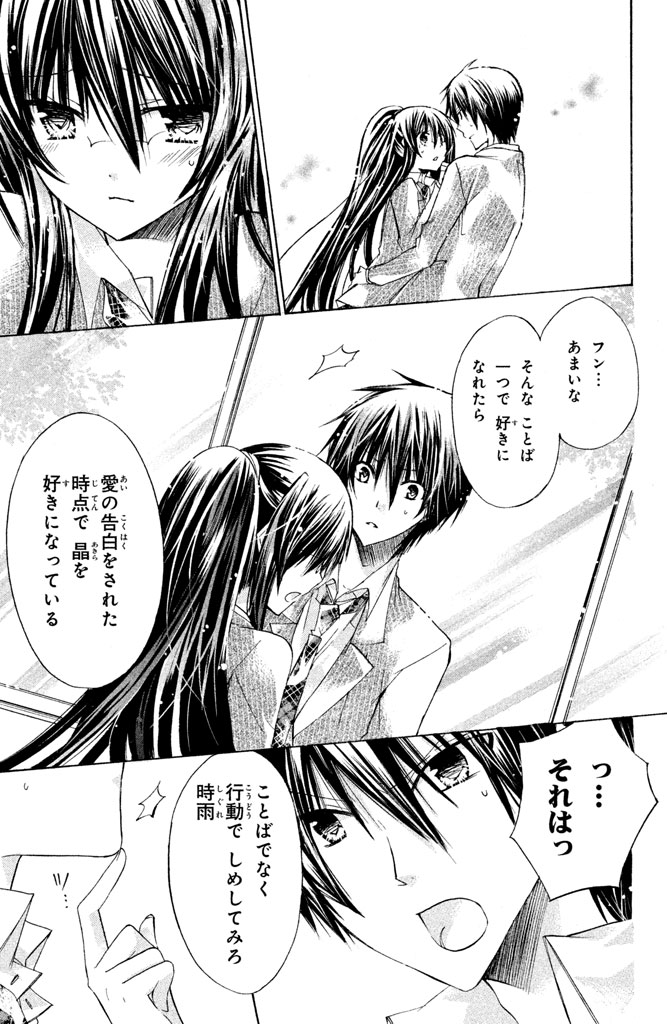 フン…
あまいな
そんな ことば
一つで 好きに
なれたら
愛の告白をされた
時点で 晶を
好きになっている
っ…
それはっ
ことばでなく
行動で しめしてみろ
時雨